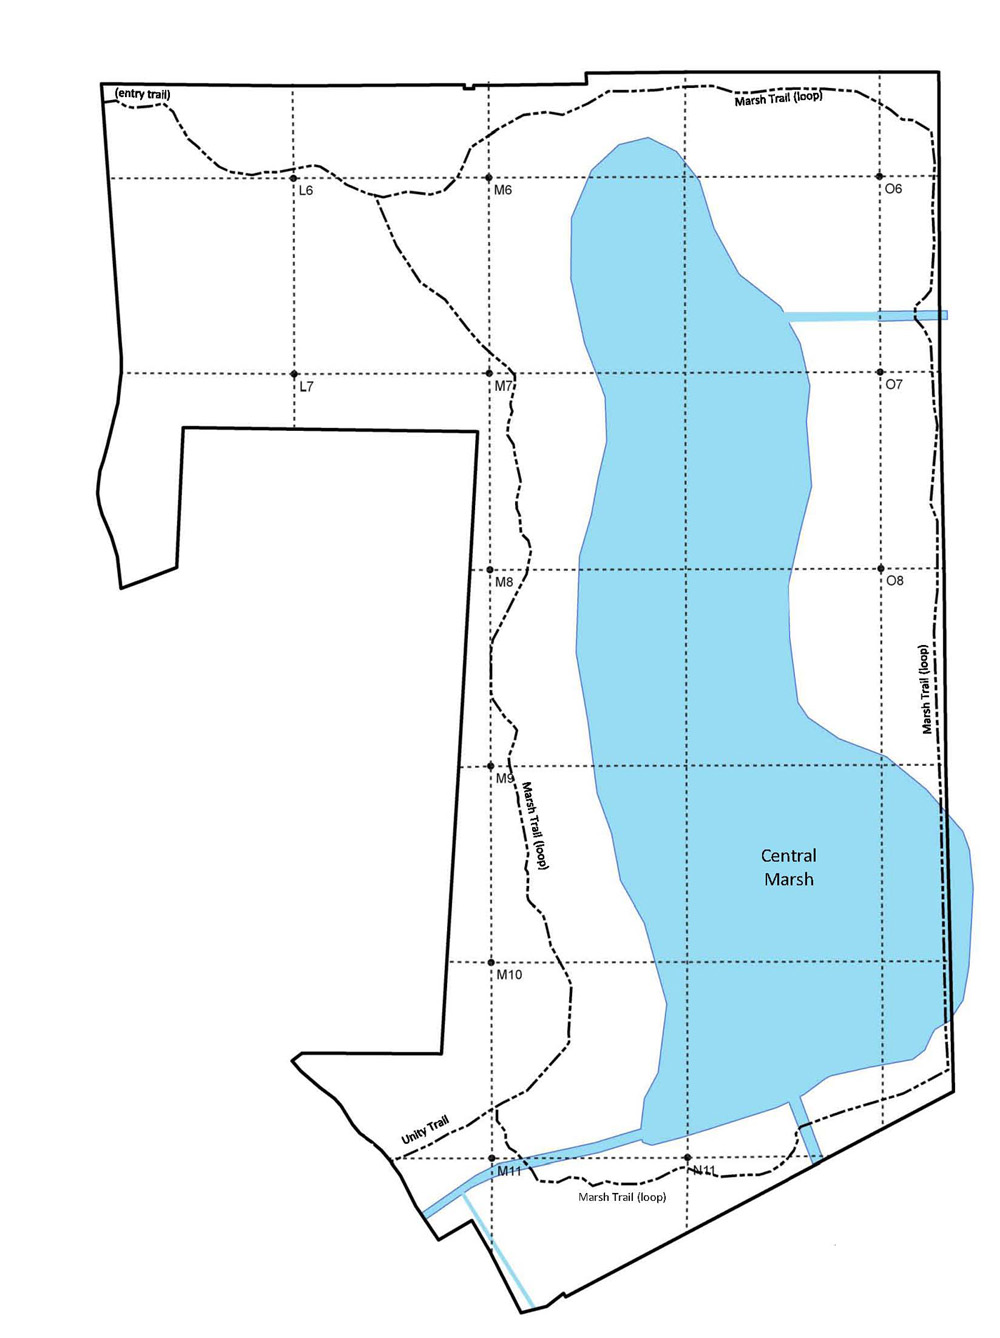 (entry trail)
Marsh Trail (loop)
L6
M6
O6
L7
M7
O7
M8
O8
Marsh Trail (loop)
M9
Marsh Trail (loop)
Central
Marsh
M10
Unity Trail
M11
N11
Marsh Trail (loop)